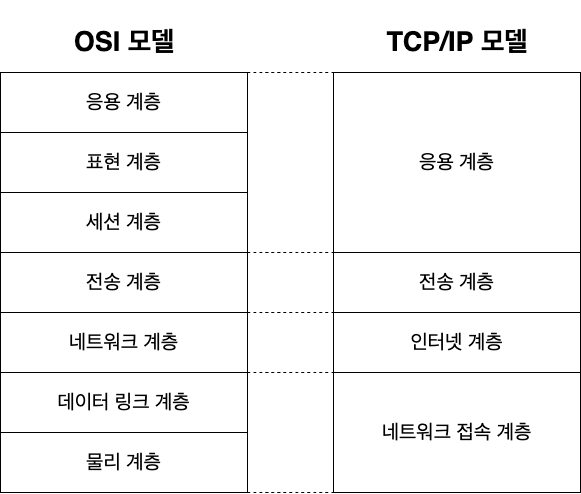 OSI 모델
TCP/IP 모델
응용 계층
표현 계층
세션 계층
전송 계층
네트워크 계층
데이터 링크 계층
물리 계층
응용 계층
전송 계층
인터넷 계층
네트워크 접속 계층